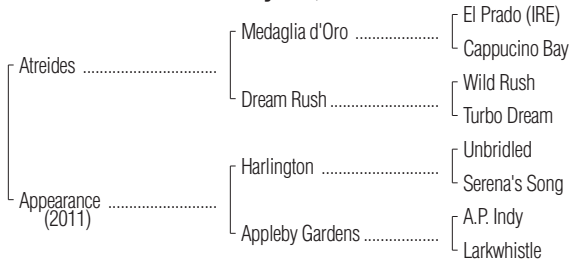 El Prado (IRE)
Medaglia d'Oro ....................
Cappucino Bay
Atreides ................................
Wild Rush
Dream Rush ..........................
Turbo Dream
Unbridled
Harlington ............................
Serena's Song
Appearance ..........................
(2011)
A.P. Indy
Appleby Gardens ..................
Larkwhistle